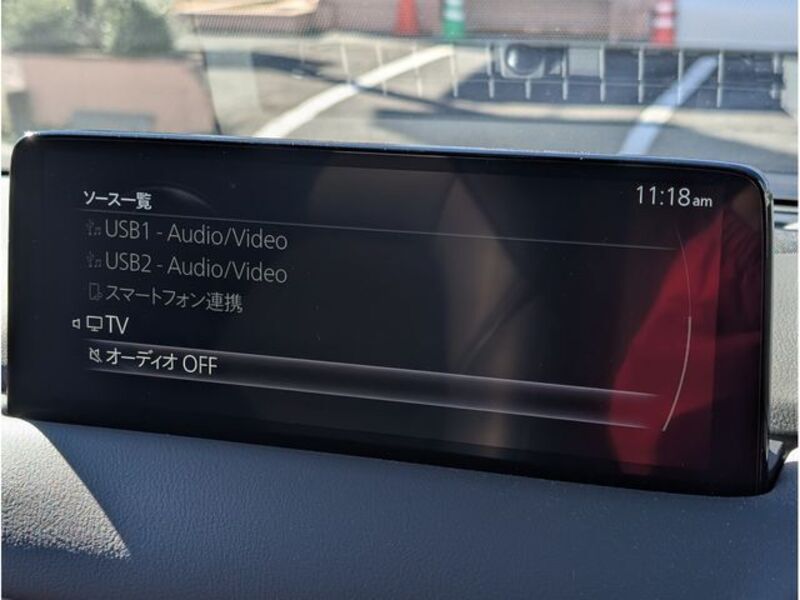 ソース一覧
11:18am
USB1 - Audio/Video
USB2 - Audio/Video
スマートフォン連携
TV
オーディオ OFF